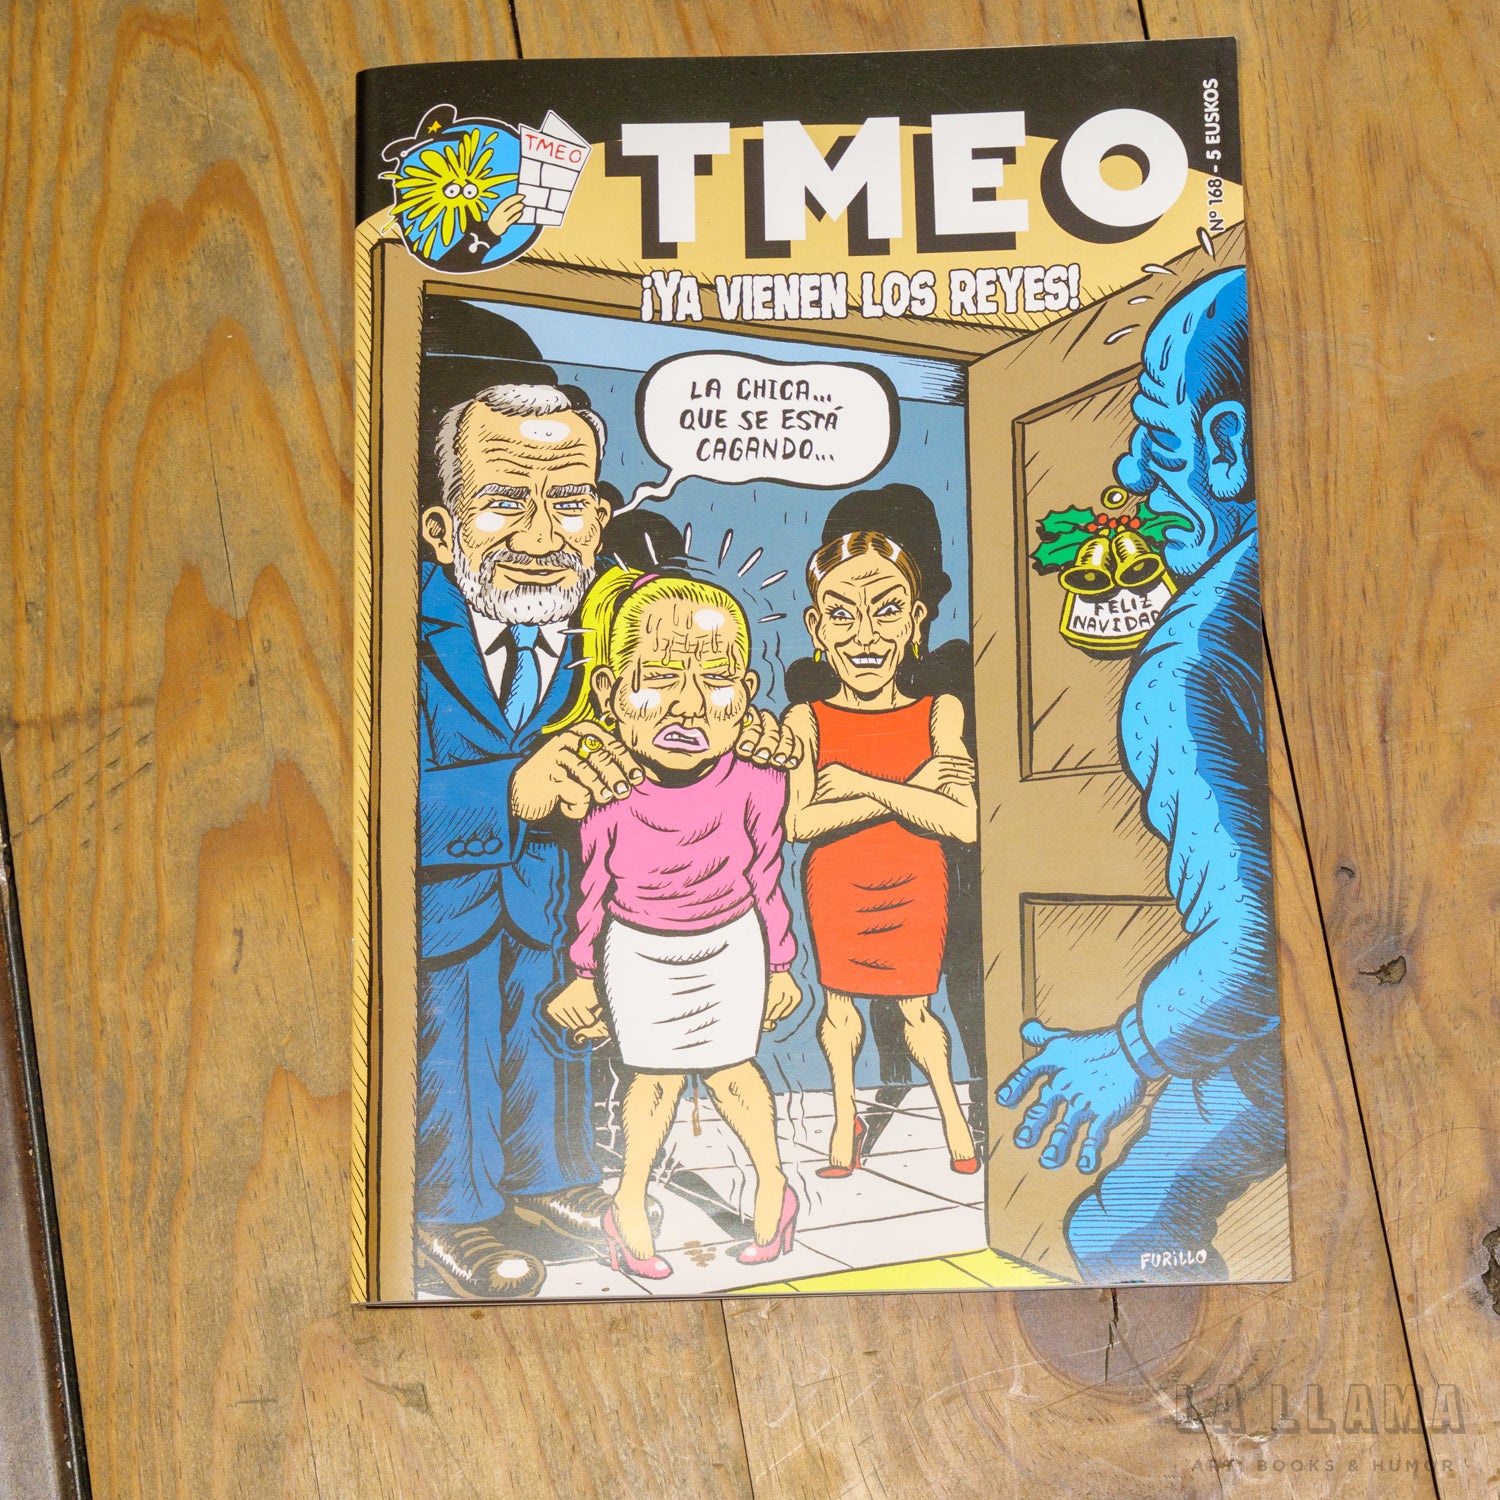 TMEO
TMEO
Nº 168 - 5 EUSKOS
¡YA VIENEN LOS REYES!
LA CHICA...
QUE SE ESTÁ
CAGANDO...
FELIZ
NAVIDAD
FURILLO
LA LLAMA
ART, BOOKS & HUMOR